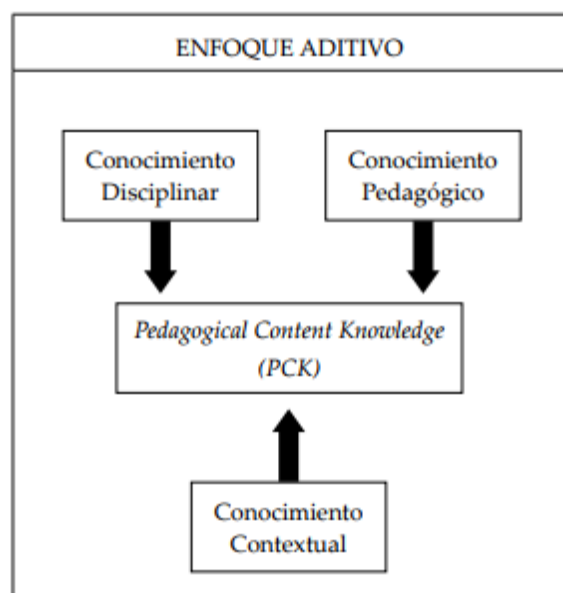 ENFOQUE ADITIVO
Conocimiento
Disciplinar
Conocimiento
Pedagógico
Pedagogical Content Knowledge
(PCK)
Conocimiento
Contextual